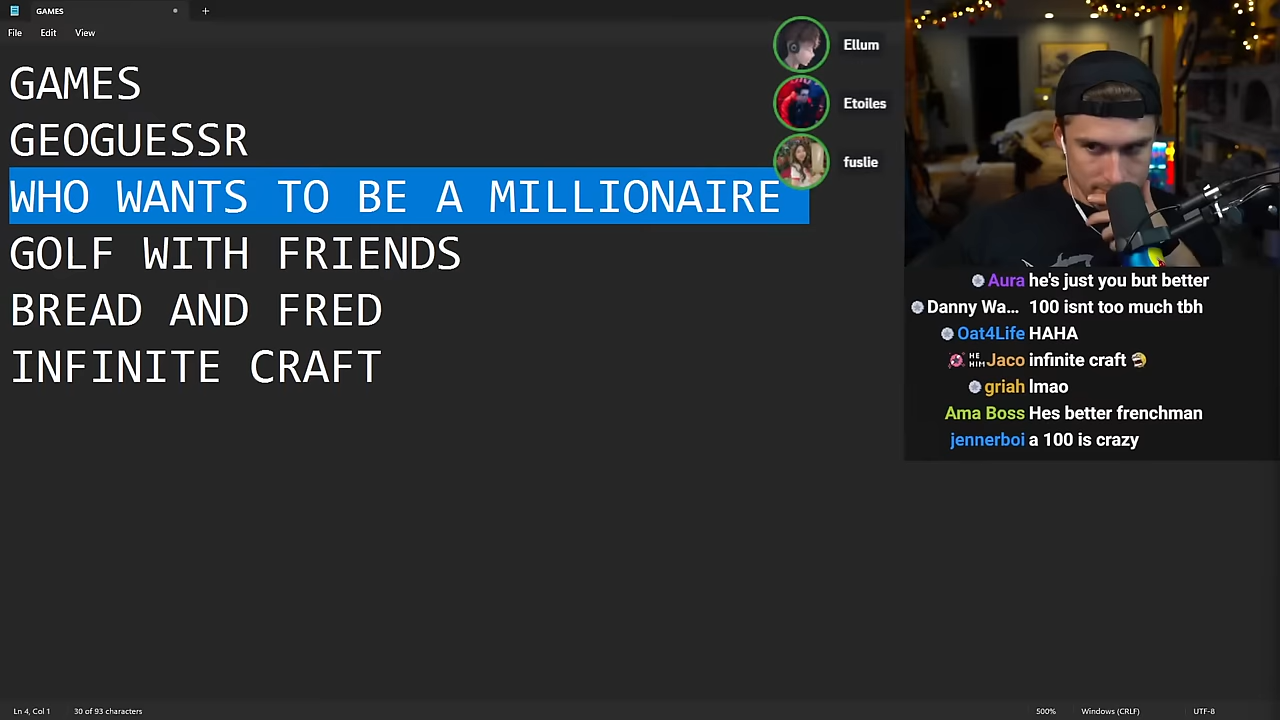 GAMES
File Edit View
GAMES
GEOGUESSR
WHO WANTS TO BE A MILLIONAIRE
GOLF WITH FRIENDS
BREAD AND FRED
INFINITE CRAFT
Ellum
Etoiles
fuslie
Aura he's just you but better
Danny Wa... 100 isnt too much tbh
Oat4Life HAHA
HE HIM Jaco infinite craft
griah lmao
Ama Boss Hes better frenchman
jennerboi a 100 is crazy
Ln 4, Col 1 30 of 93 characters 500% Windows (CRLF) UTF-8